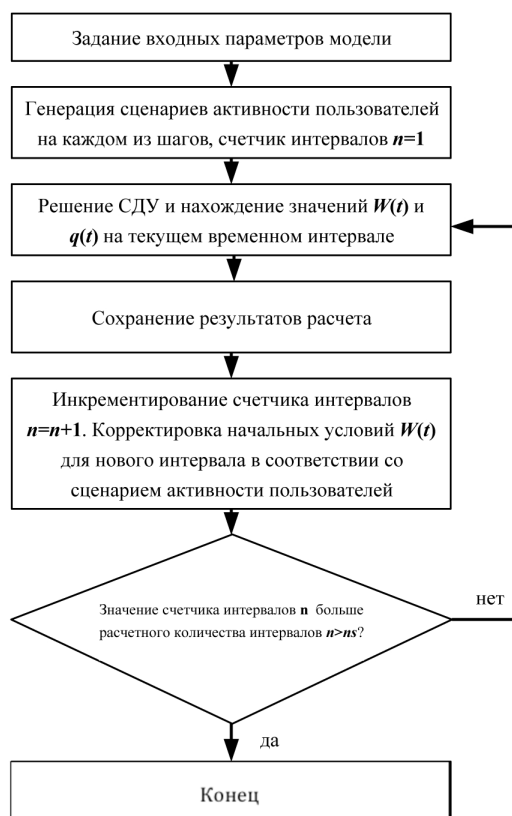 Задание входных параметров модели
Генерация сценариев активности пользователей
на каждом из шагов, счетчик интервалов n=1
Решение СДУ и нахождение значений W(t) и
q(t) на текущем временном интервале
Сохранение результатов расчета
Инкрементирование счетчика интервалов
n=n+1. Корректировка начальных условий W(t)
для нового интервала в соответствии со
сценарием активности пользователей
Значение счетчика интервалов n больше
расчетного количества интервалов n>ns?
нет
да
Конец